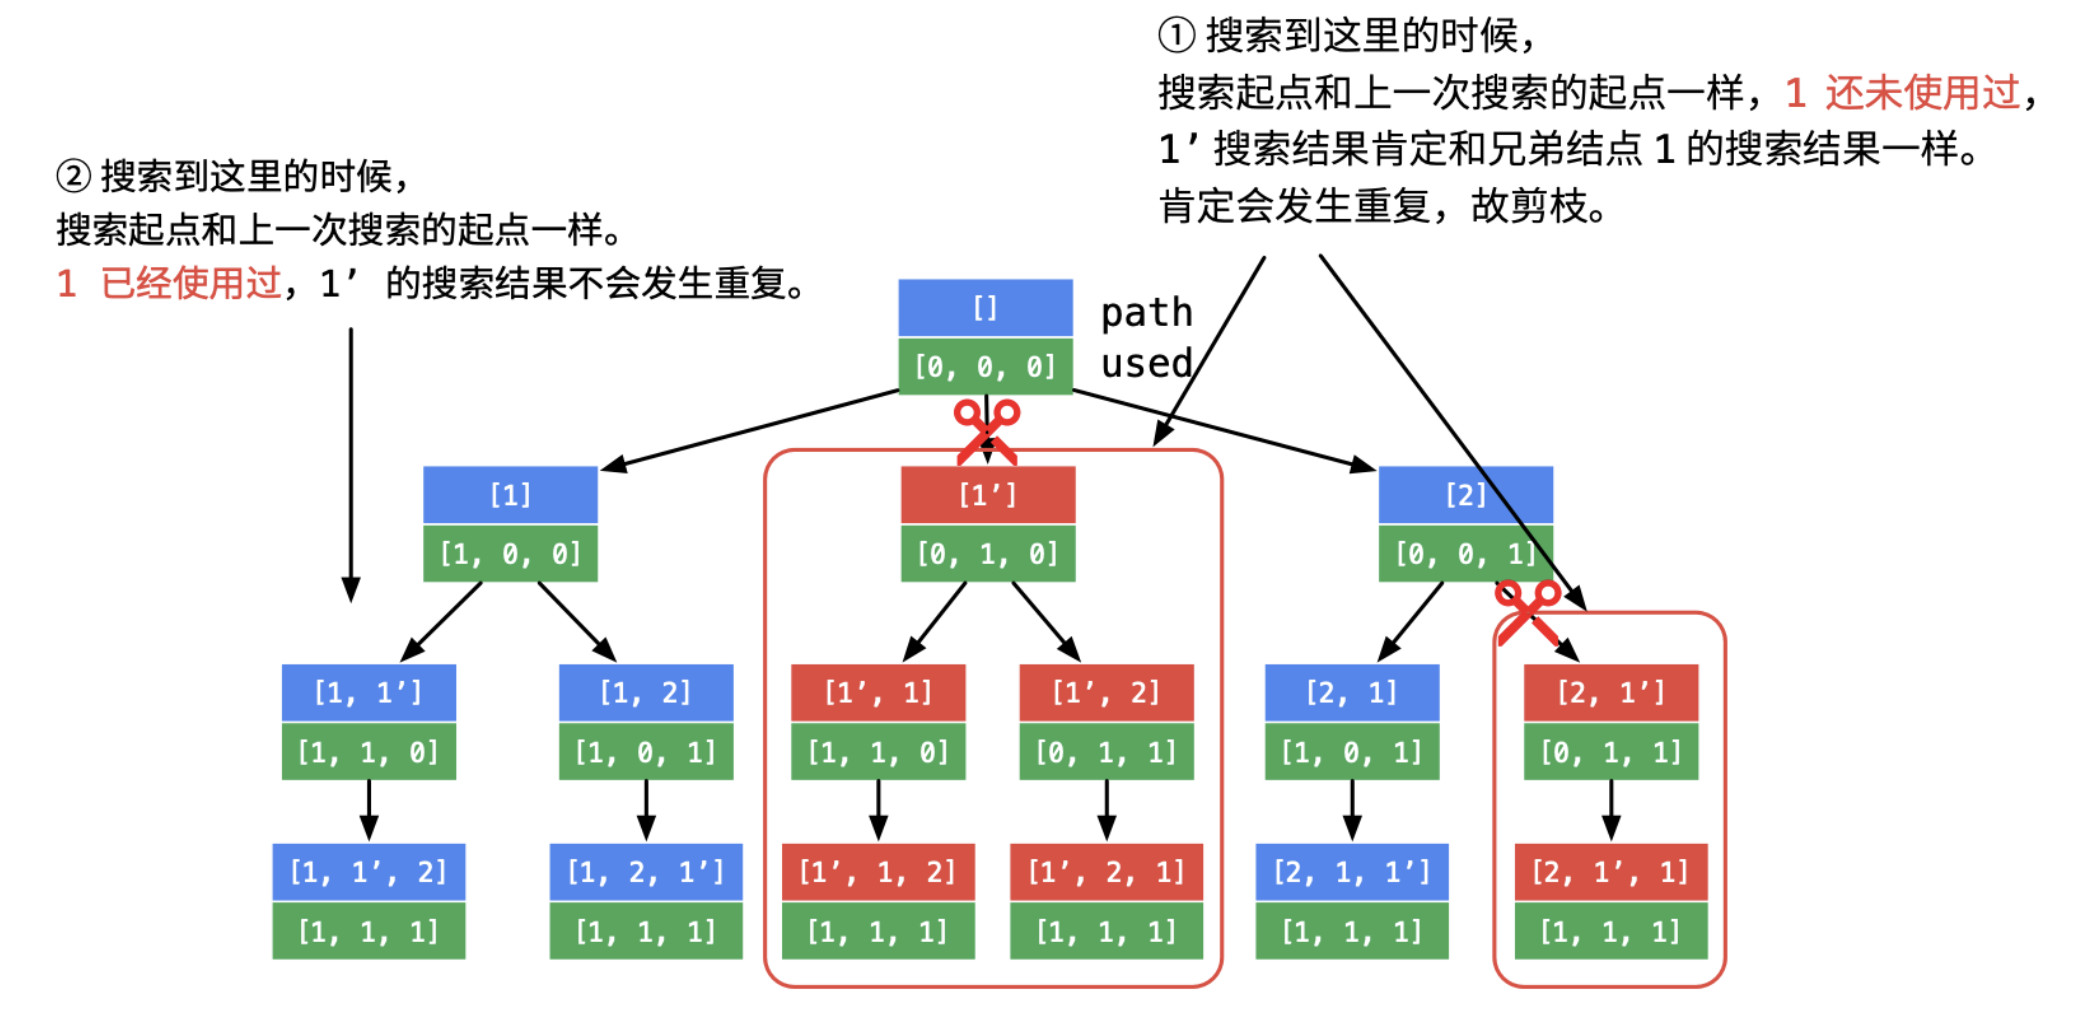 ① 搜索到这里的时候，
搜索起点和上一次搜索的起点一样，1 还未使用过，
1’ 搜索结果肯定和兄弟结点 1 的搜索结果一样。
肯定会发生重复，故剪枝。
② 搜索到这里的时候，
搜索起点和上一次搜索的起点一样。
1 已经使用过，1’ 的搜索结果不会发生重复。
[]
path
[0, 0, 0]
used
[1]
[1’]
[2]
[1, 0, 0]
[0, 1, 0]
[0, 0, 1]
[1, 1’]
[1, 2]
[1’, 1]
[1’, 2]
[2, 1]
[2, 1’]
[1, 1, 0]
[1, 0, 1]
[1, 1, 0]
[0, 1, 1]
[1, 0, 1]
[0, 1, 1]
[1, 1’, 2]
[1, 2, 1’]
[1’, 1, 2]
[1’, 2, 1]
[2, 1, 1’]
[2, 1’, 1]
[1, 1, 1]
[1, 1, 1]
[1, 1, 1]
[1, 1, 1]
[1, 1, 1]
[1, 1, 1]